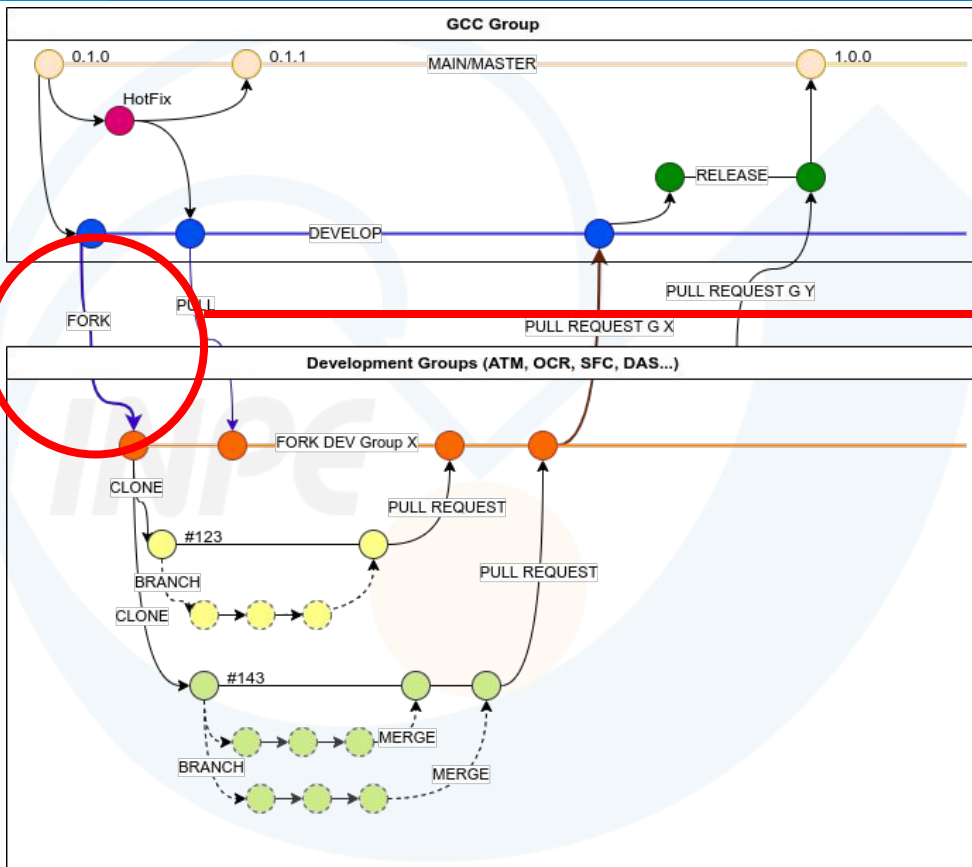 GCC Group
0.1.0
0.1.1
MAIN/MASTER
1.0.0
HotFix
RELEASE
DEVELOP
PULL REQUEST G Y
PULL
FORK
PULL REQUEST G X
Development Groups (ATM, OCR, SFC, DAS...)
INPE
FORK DEV Group X
CLONE
PULL REQUEST
#123
PULL REQUEST
BRANCH
CLONE
#143
MERGE
BRANCH
MERGE